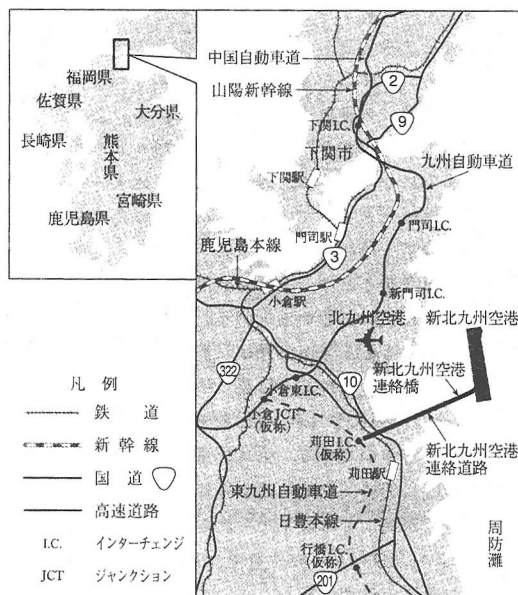 福岡県
佐賀県
大分県
長崎県
熊本県
宮崎県
鹿児島県
中国自動車道
山陽新幹線
2
9
下関I.C.
下関市
下関駅
九州自動車道
門司I.C.
門司駅
3
鹿児島本線
小倉駅
新門司I.C.
北九州空港
新北九州空港
322
10
新北九州空港
連絡橋
小倉東I.C.
小倉JCT
(仮称)
苅田I.C.
(仮称)
新北九州空港
連絡道路
苅田駅
東九州自動車道
日豊本線
行橋I.C.
(仮称)
201
周防灘
凡例
鉄道
新幹線
国道
高速道路
I.C. インターチェンジ
JCT ジャンクション